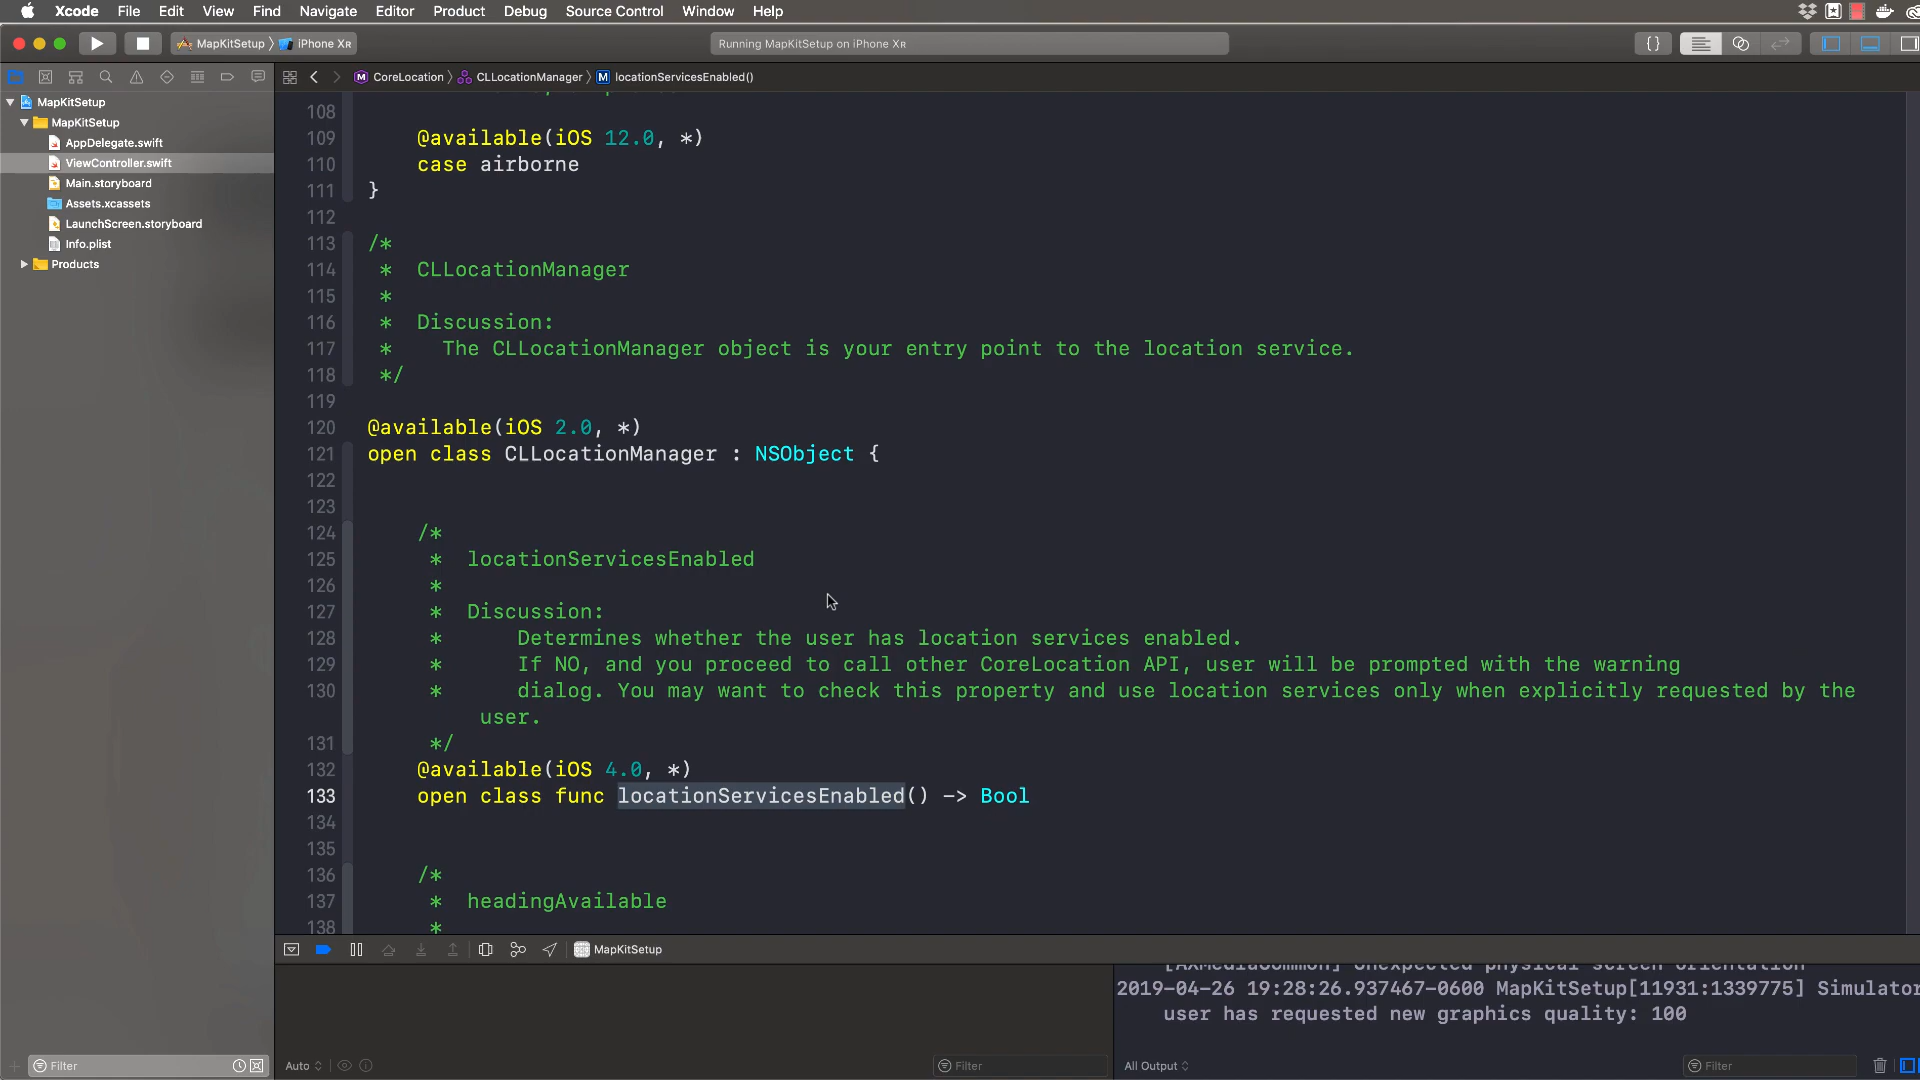 Xcode File Edit View Find Navigate Editor Product Debug Source Control Window Help
MapKitSetup iPhone XR
Running MapKitSetup on iPhone XR
CoreLocation CLLocationManager M locationServicesEnabled()
MapKitSetup
MapKitSetup
AppDelegate.swift
ViewController.swift
Main.storyboard
Assets.xcassets
LaunchScreen.storyboard
Info.plist
Products
108
109 @available(iOS 12.0, *)
110 case airborne
111 }
112
113 /*
114 * CLLocationManager
115 *
116 * Discussion:
117 * The CLLocationManager object is your entry point to the location service.
118 */
119
120 @available(iOS 2.0, *)
121 open class CLLocationManager : NSObject {
122
123
124 /*
125 * locationServicesEnabled
126 *
127 * Discussion:
128 * Determines whether the user has location services enabled.
129 * If NO, and you proceed to call other CoreLocation API, user will be prompted with the warning
130 * dialog. You may want to check this property and use location services only when explicitly requested by the
user.
131 */
132 @available(iOS 4.0, *)
133 open class func locationServicesEnabled() -> Bool
134
135
136 /*
137 * headingAvailable
138 *
MapKitSetup
[AXMediaCommon] Unexpected physical screen orientation
2019-04-26 19:28:26.937467-0600 MapKitSetup[11931:1339775] Simulator
user has requested new graphics quality: 100
Filter
Auto
Filter
All Output
Filter